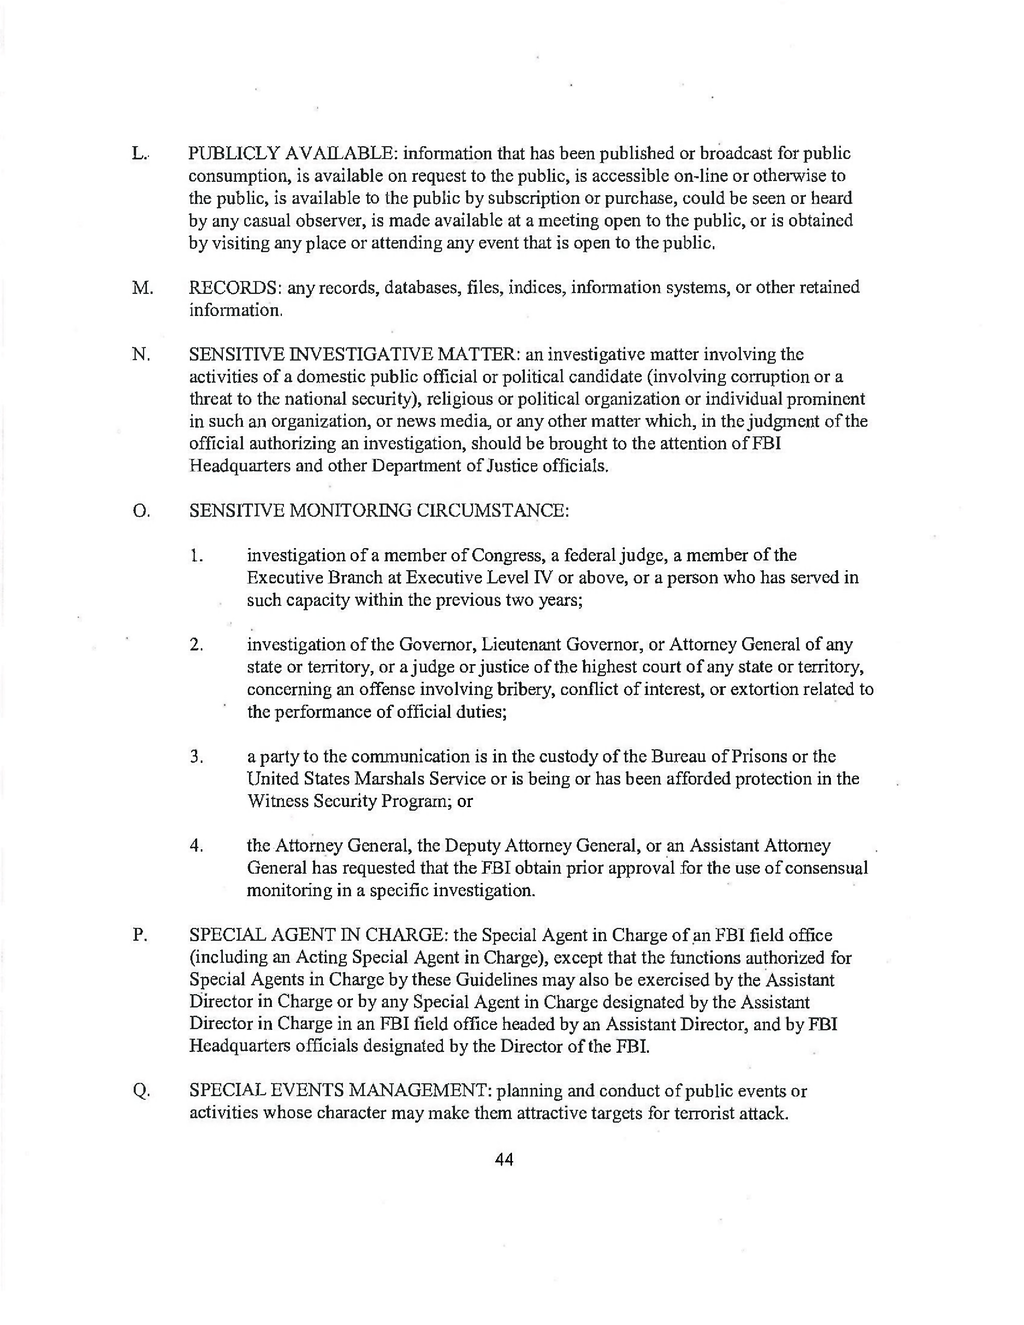 L. PUBLICLY AVAILABLE: information that has been published or broadcast for public
consumption, is available on request to the public, is accessible on-line or otherwise to
the public, is available to the public by subscription or purchase, could be seen or heard
by any casual observer, is made available at a meeting open to the public, or is obtained
by visiting any place or attending any event that is open to the public.
M. RECORDS: any records, databases, files, indices, information systems, or other retained
information.
N. SENSITIVE INVESTIGATIVE MATTER: an investigative matter involving the
activities of a domestic public official or political candidate (involving corruption or a
threat to the national security), religious or political organization or individual prominent
in such an organization, or news media, or any other matter which, in the judgment of the
official authorizing an investigation, should be brought to the attention of FBI
Headquarters and other Department of Justice officials.
O. SENSITIVE MONITORING CIRCUMSTANCE:
1. investigation of a member of Congress, a federal judge, a member of the
Executive Branch at Executive Level IV or above, or a person who has served in
such capacity within the previous two years;
2. investigation of the Governor, Lieutenant Governor, or Attorney General of any
state or territory, or a judge or justice of the highest court of any state or territory,
concerning an offense involving bribery, conflict of interest, or extortion related to
the performance of official duties;
3. a party to the communication is in the custody of the Bureau of Prisons or the
United States Marshals Service or is being or has been afforded protection in the
Witness Security Program; or
4. the Attorney General, the Deputy Attorney General, or an Assistant Attorney
General has requested that the FBI obtain prior approval for the use of consensual
monitoring in a specific investigation.
P. SPECIAL AGENT IN CHARGE: the Special Agent in Charge of an FBI field office
(including an Acting Special Agent in Charge), except that the functions authorized for
Special Agents in Charge by these Guidelines may also be exercised by the Assistant
Director in Charge or by any Special Agent in Charge designated by the Assistant
Director in Charge in an FBI field office headed by an Assistant Director, and by FBI
Headquarters officials designated by the Director of the FBI.
Q. SPECIAL EVENTS MANAGEMENT: planning and conduct of public events or
activities whose character may make them attractive targets for terrorist attack.
44